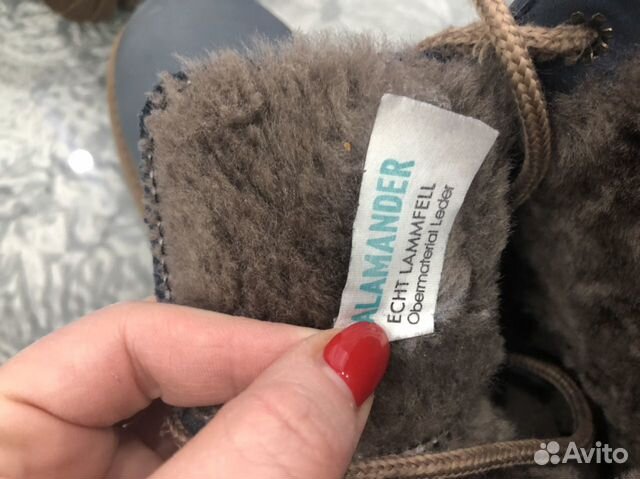 ALAMANDER
ECHT LAMMFELL
Obermaterial Leder
Avito